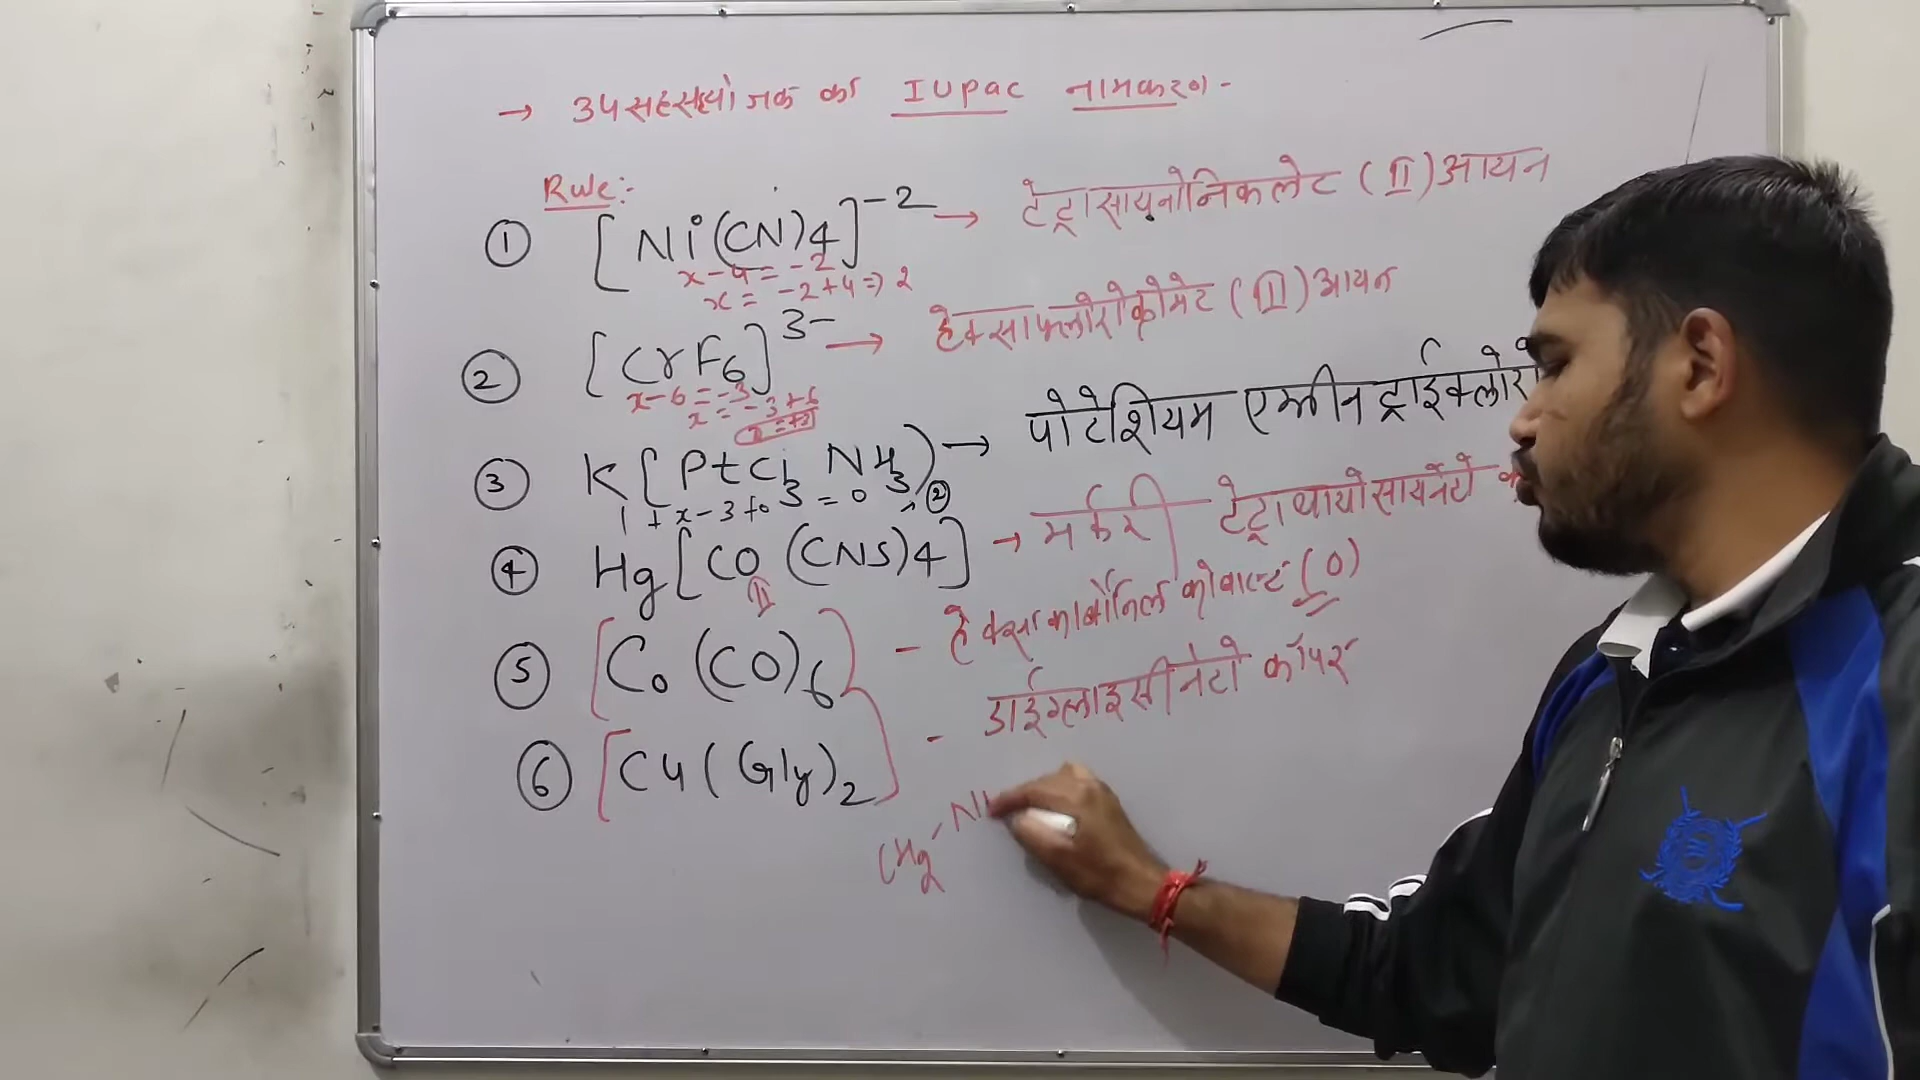 → उपसहसंयोजक का IUPAC नामकरण -
Rule:-
① [Ni(CN)4]⁻² → टेट्रासायनोनिकलेट (II) आयन
x-4 = -2
x = -2+4 => 2
② [CrF6]³⁻ → हेक्साफ्लोरोक्रोमेट (III) आयन
x-6 = -3
x = -3+6
③ K[PtCl3 NH3) → पोटेशियम एम्मीन ट्राईक्लोरो
1 + x-3+0 = 0 , ②
④ Hg[CO (CNS)4] → मर्करी टेट्राथायोसायनेटो
II
⑤ [Co(CO)6] - हेक्साकार्बोनिल कोबाल्ट (0)
⑥ [Cu(Gly)2] - डाईग्लाइसीनेटो कॉपर